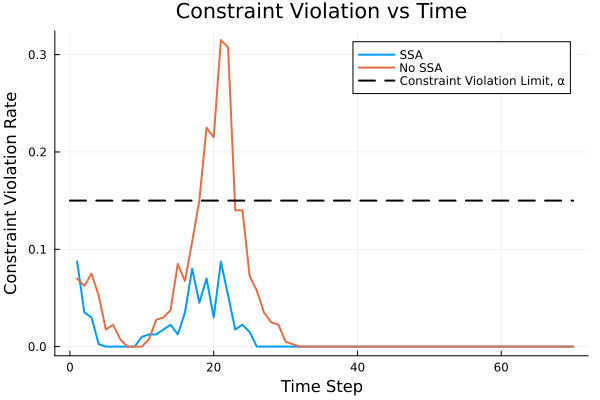 Constraint Violation vs Time
SSA
No SSA
Constraint Violation Limit, α
Constraint Violation Rate
0.3
0.2
0.1
0.0
0
20
40
60
Time Step